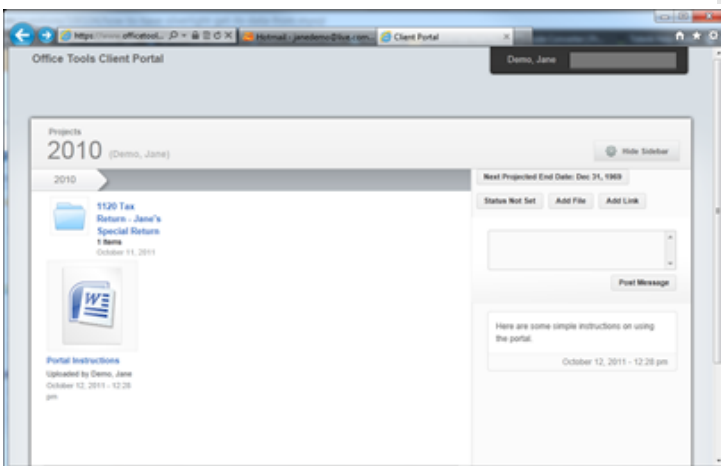 https://www.officetool...
Hotmail - janedemo@live.com...
Client Portal
Office Tools Client Portal
Demo, Jane
Projects
2010 (Demo, Jane)
Hide Sidebar
2010
Next Projected End Date: Dec 31, 1969
Status Not Set
Add File
Add Link
1120 Tax
Return - Jane's
Special Return
1 Items
October 11, 2011
Post Message
W
Here are some simple instructions on using
the portal.
October 12, 2011 - 12:28 pm
Portal Instructions
Uploaded by Demo, Jane
October 12, 2011 - 12:28
pm